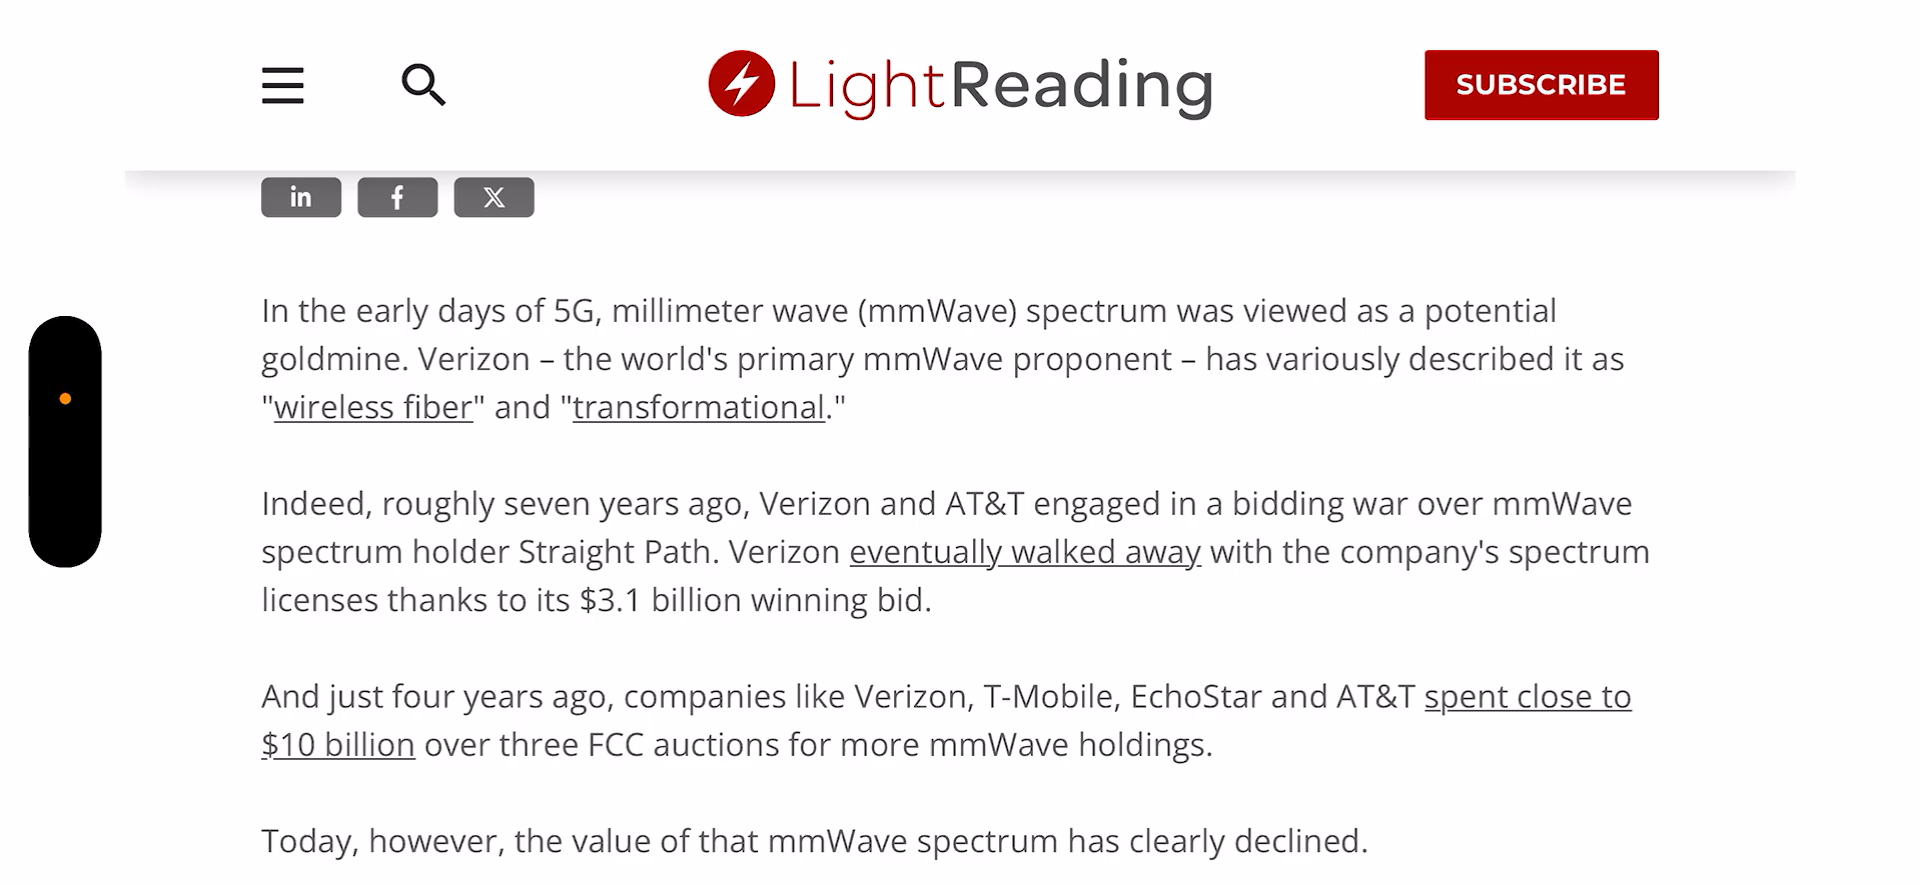 LightReading
SUBSCRIBE
in f X
In the early days of 5G, millimeter wave (mmWave) spectrum was viewed as a potential
goldmine. Verizon – the world's primary mmWave proponent – has variously described it as
"wireless fiber" and "transformational."
Indeed, roughly seven years ago, Verizon and AT&T engaged in a bidding war over mmWave
spectrum holder Straight Path. Verizon eventually walked away with the company's spectrum
licenses thanks to its $3.1 billion winning bid.
And just four years ago, companies like Verizon, T-Mobile, EchoStar and AT&T spent close to
$10 billion over three FCC auctions for more mmWave holdings.
Today, however, the value of that mmWave spectrum has clearly declined.